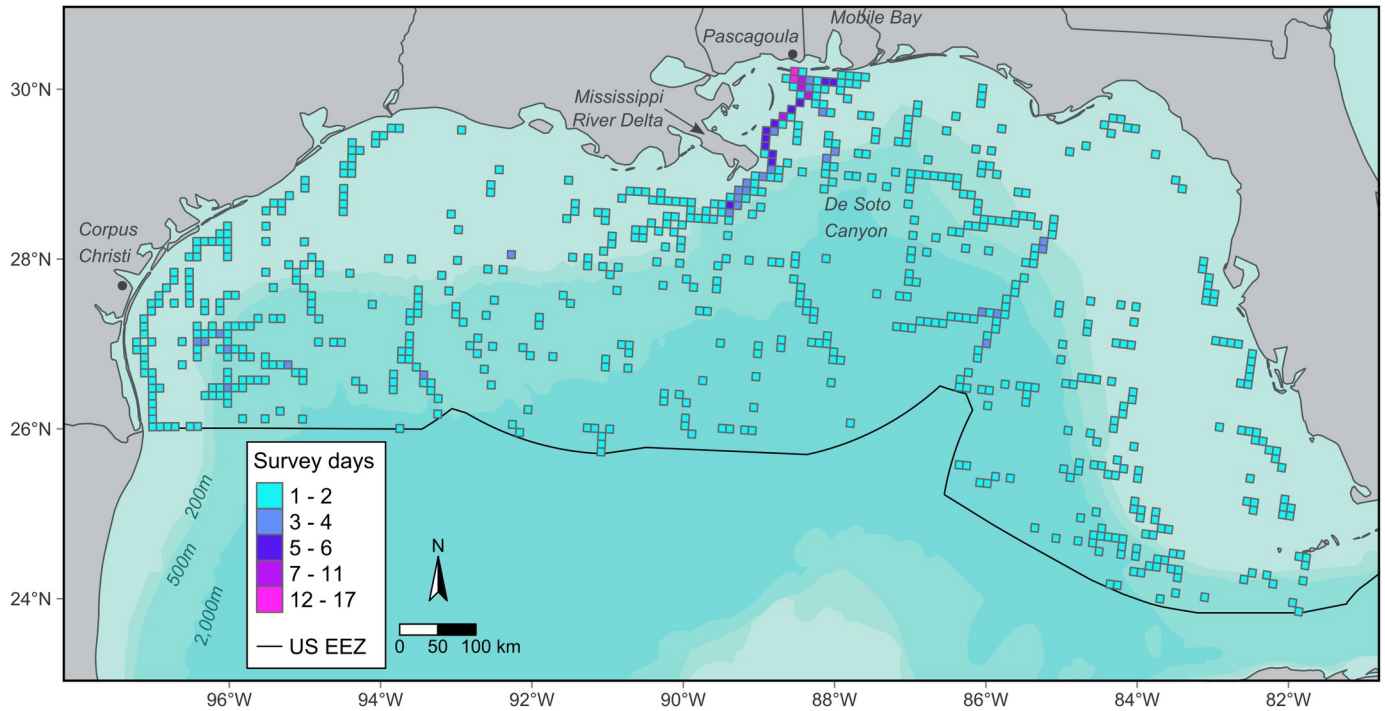 Mobile Bay
Pascagoula
30°N
Mississippi
River Delta
De Soto
Canyon
Corpus
Christi
28°N
26°N
24°N
200m
500m
2,000m
Survey days
1 - 2
3 - 4
5 - 6
7 - 11
12 - 17
US EEZ
N
0 50 100 km
96°W 94°W 92°W 90°W 88°W 86°W 84°W 82°W